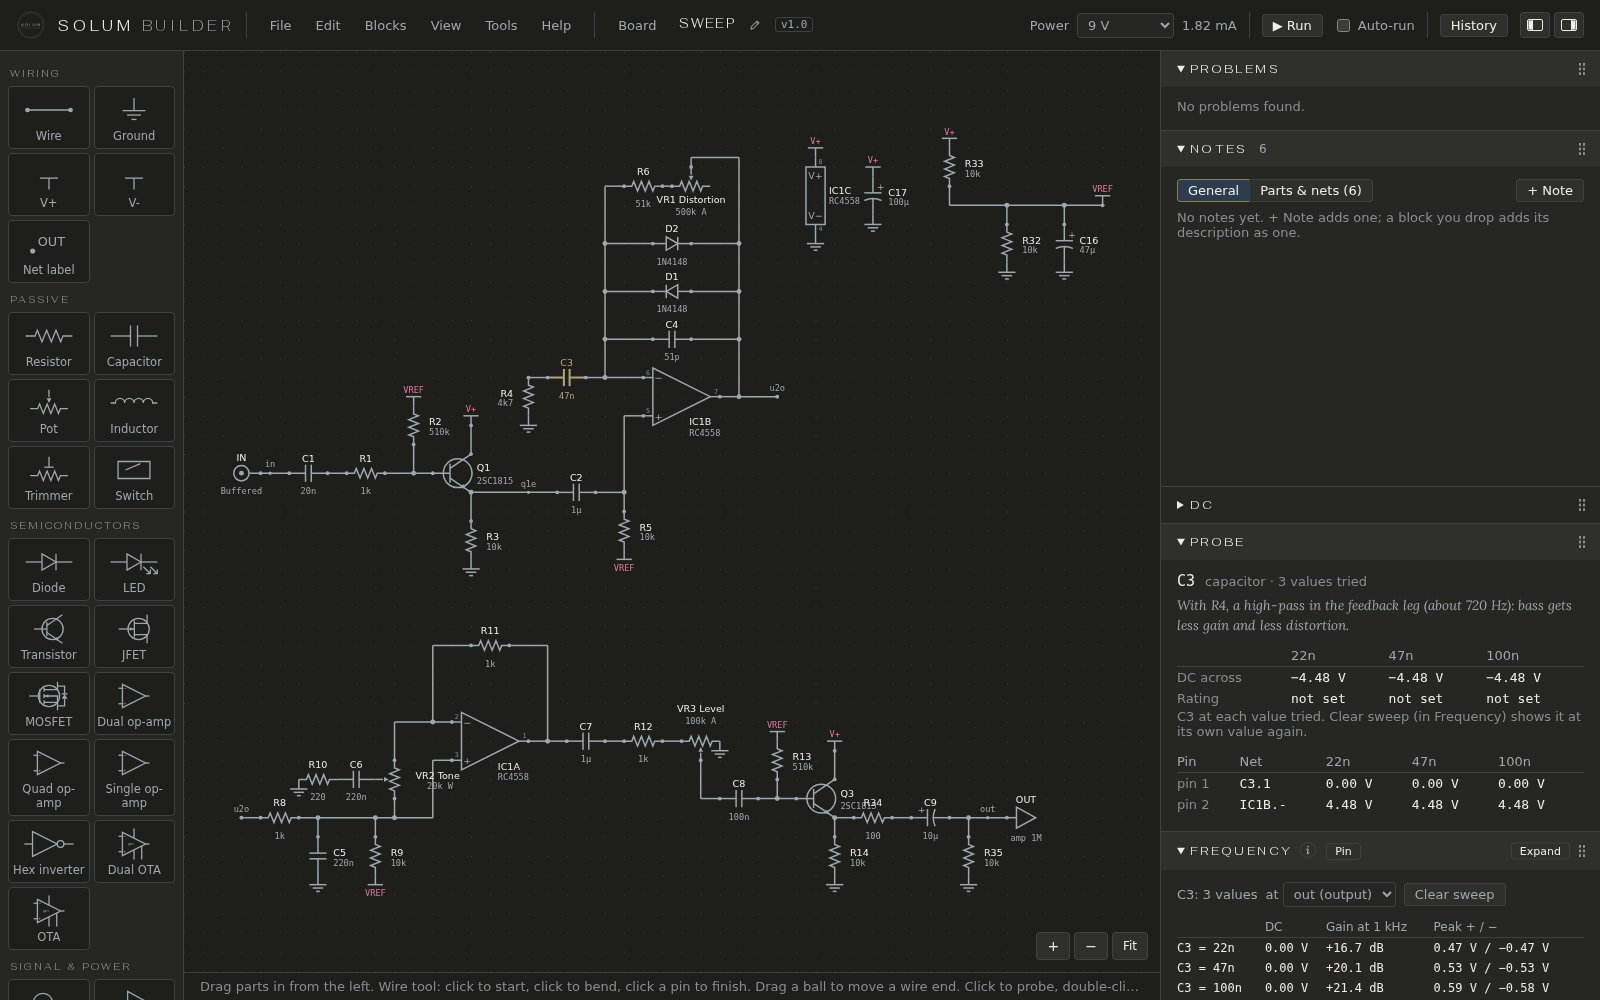 SOLUM BUILDER File Edit Blocks View Tools Help Board SWEEP v1.0 Power 9 V 1.82 mA ▶ Run Auto-run History
WIRING
Wire Ground
V+ V-
OUT
Net label
PASSIVE
Resistor Capacitor
Pot Inductor
Trimmer Switch
SEMICONDUCTORS
Diode LED
Transistor JFET
MOSFET Dual op-amp
Quad op-amp Single op-amp
Hex inverter Dual OTA
OTA
SIGNAL & POWER
V+
R33
10k
VREF
R32
10k
+
C16
47µ
V+
8
V+
V−
4
IC1C
RC4558
V+
+
C17
100µ
R6
51k
VR1 Distortion
500k A
D2
1N4148
D1
1N4148
C4
51p
C3
47n
R4
4k7
6
−
5
+
7
IC1B
RC4558
u2o
VREF
R2
510k
V+
IN
Buffered
in
C1
20n
R1
1k
Q1
2SC1815
q1e
C2
1µ
R3
10k
R5
10k
VREF
R11
1k
2
−
3
+
1
IC1A
RC4558
R10
220
C6
220n
VR2 Tone
20k W
u2o
R8
1k
C5
220n
R9
10k
VREF
C7
1µ
R12
1k
VR3 Level
100k A
C8
100n
VREF
R13
510k
V+
Q3
2SC1815
R34
100
R14
10k
+
C9
10µ
out
R35
10k
OUT
amp 1M
+ − Fit
Drag parts in from the left. Wire tool: click to start, click to bend, click a pin to finish. Drag a ball to move a wire end. Click to probe, double-cli…
PROBLEMS
No problems found.
NOTES 6
General Parts & nets (6) + Note
No notes yet. + Note adds one; a block you drop adds its
description as one.
DC
PROBE
C3 capacitor · 3 values tried
With R4, a high-pass in the feedback leg (about 720 Hz): bass gets
less gain and less distortion.
22n 47n 100n
DC across −4.48 V −4.48 V −4.48 V
Rating not set not set not set
C3 at each value tried. Clear sweep (in Frequency) shows it at
its own value again.
Pin Net 22n 47n 100n
pin 1 C3.1 0.00 V 0.00 V 0.00 V
pin 2 IC1B.- 4.48 V 4.48 V 4.48 V
FREQUENCY i Pin Expand
C3: 3 values at out (output) Clear sweep
DC Gain at 1 kHz Peak + / −
C3 = 22n 0.00 V +16.7 dB 0.47 V / −0.47 V
C3 = 47n 0.00 V +20.1 dB 0.53 V / −0.53 V
C3 = 100n 0.00 V +21.4 dB 0.59 V / −0.58 V